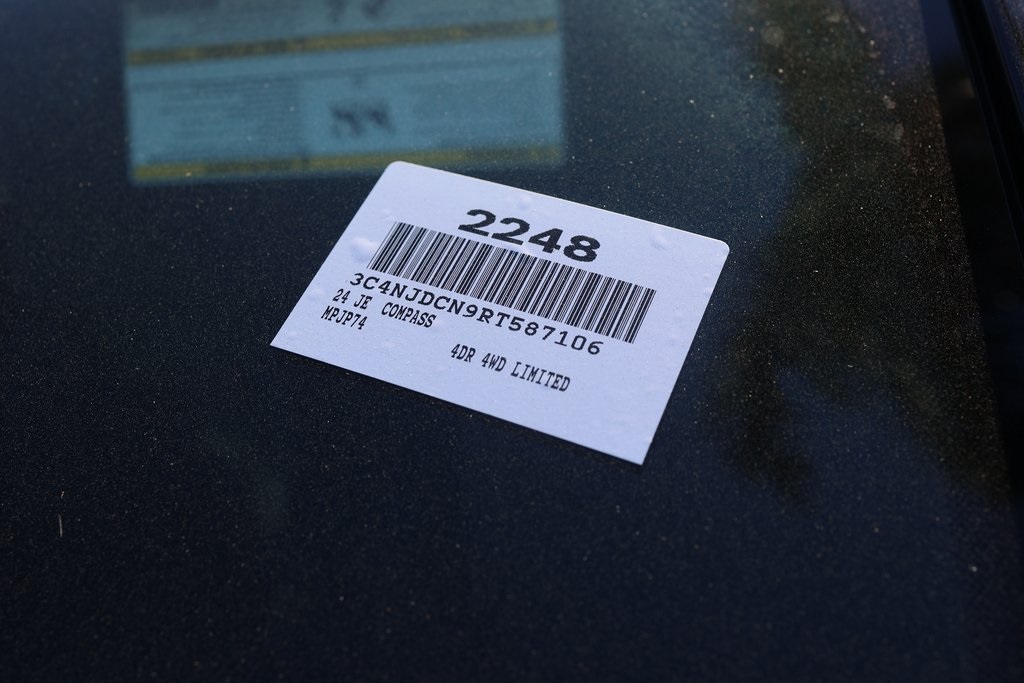 2248
3C4NJDCN9RT587106
24 JE COMPASS
MPJP74
4DR 4WD LIMITED